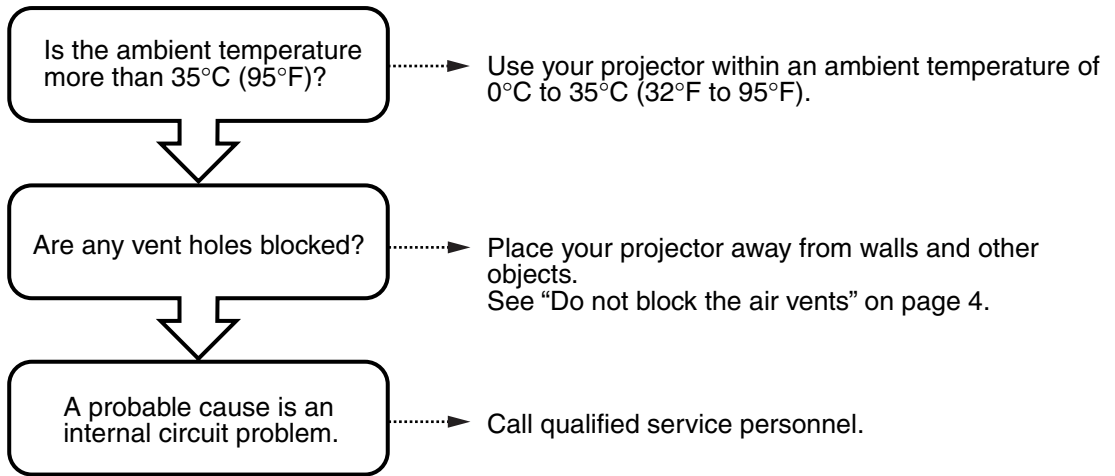 Is the ambient temperature
more than 35°C (95°F)?
Use your projector within an ambient temperature of
0°C to 35°C (32°F to 95°F).
Are any vent holes blocked?
Place your projector away from walls and other
objects.
See “Do not block the air vents” on page 4.
A probable cause is an
internal circuit problem.
Call qualified service personnel.